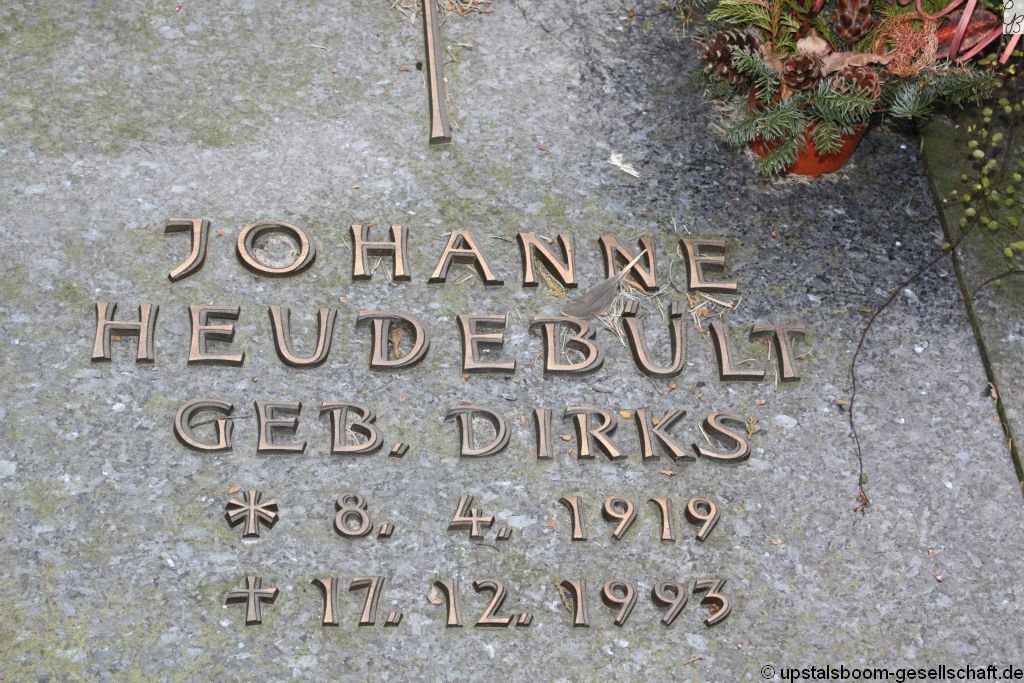 JOHANNE
HEUDEBÜLT
GEB. DIRKS
* 8. 4. 1919
† 17. 12. 1993
© upstalsboom-gesellschaft.de